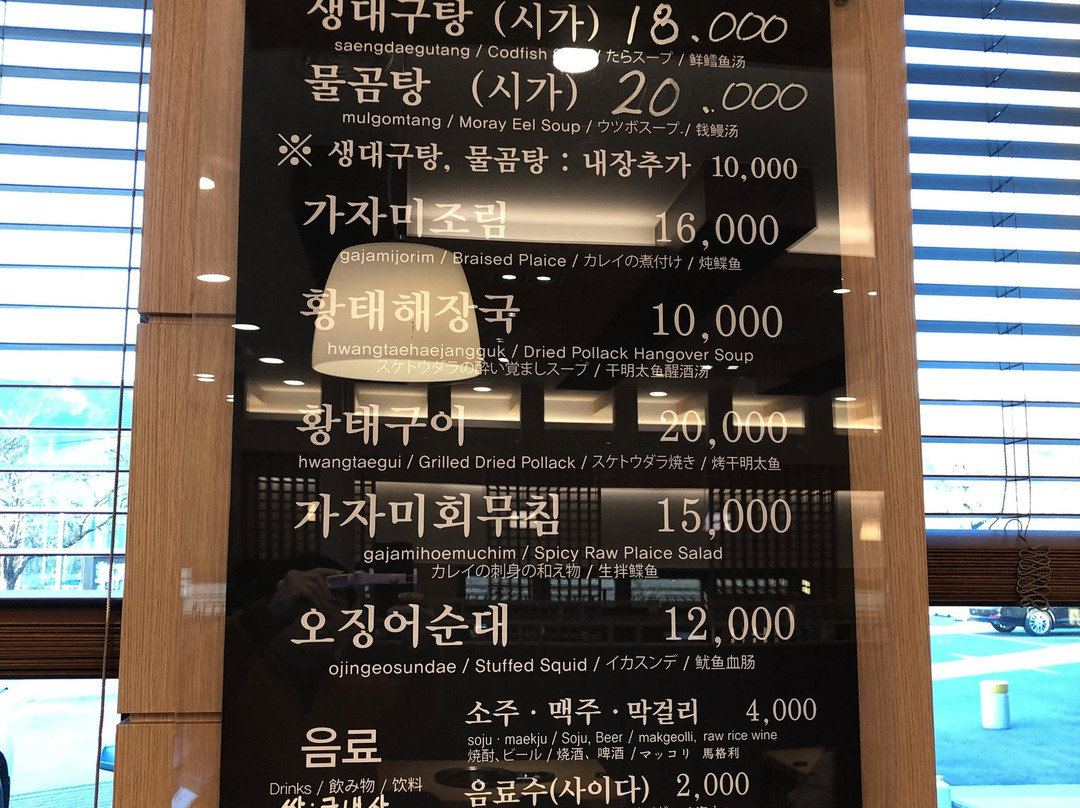 생대구탕 (시가) 18.000
saengdaegutang / Codfish / たらスープ / 鲜鳕鱼汤
물곰탕 (시가) 20.000
mulgomtang / Moray Eel Soup / ウツボスープ / 钱鳗汤
※ 생대구탕, 물곰탕 : 내장추가 10,000
가자미조림 16,000
gajamijorim / Braised Plaice / カレイの煮付け / 炖鲽鱼
황태해장국 10,000
hwangtaehaejangguk / Dried Pollack Hangover Soup
スケトウダラの酔い覚ましスープ / 干明太鱼醒酒汤
황태구이 20,000
hwangtaegui / Grilled Dried Pollack / スケトウダラ焼き / 烤干明太鱼
가자미회무침 15,000
gajamihoemuchim / Spicy Raw Plaice Salad
カレイの刺身の和え物 / 生拌鲽鱼
오징어순대 12,000
ojingeosundae / Stuffed Squid / イカスンデ / 鱿鱼血肠
음료
Drinks / 飲み物 / 饮料
소주 · 맥주 · 막걸리 4,000
soju · maekju / Soju, Beer / makgeolli, raw rice wine
焼酎、ビール / 烧酒、啤酒 / マッコリ 馬格利
음료수(사이다) 2,000